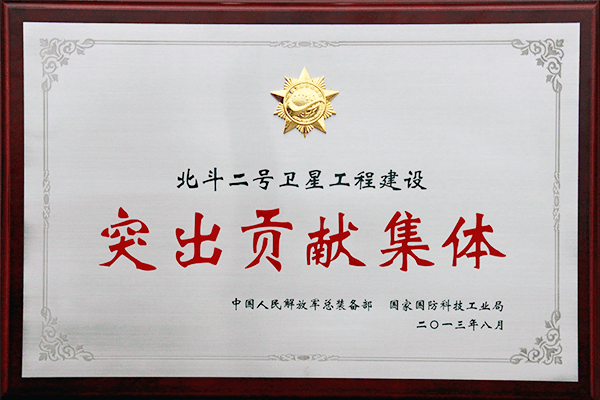 北斗二号卫星工程建设
突出贡献集体
中国人民解放军总装备部 国家国防科技工业局
二〇一三年八月